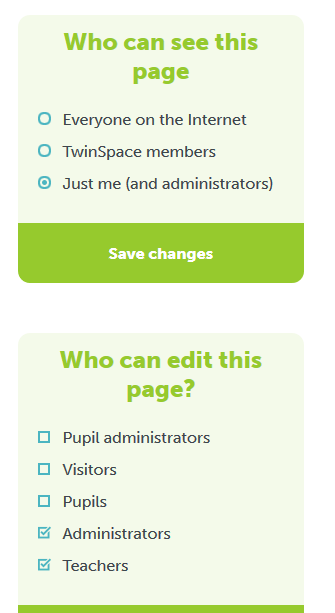 Who can see this
page
Everyone on the Internet
TwinSpace members
Just me (and administrators)
Save changes
Who can edit this
page?
Pupil administrators
Visitors
Pupils
Administrators
Teachers